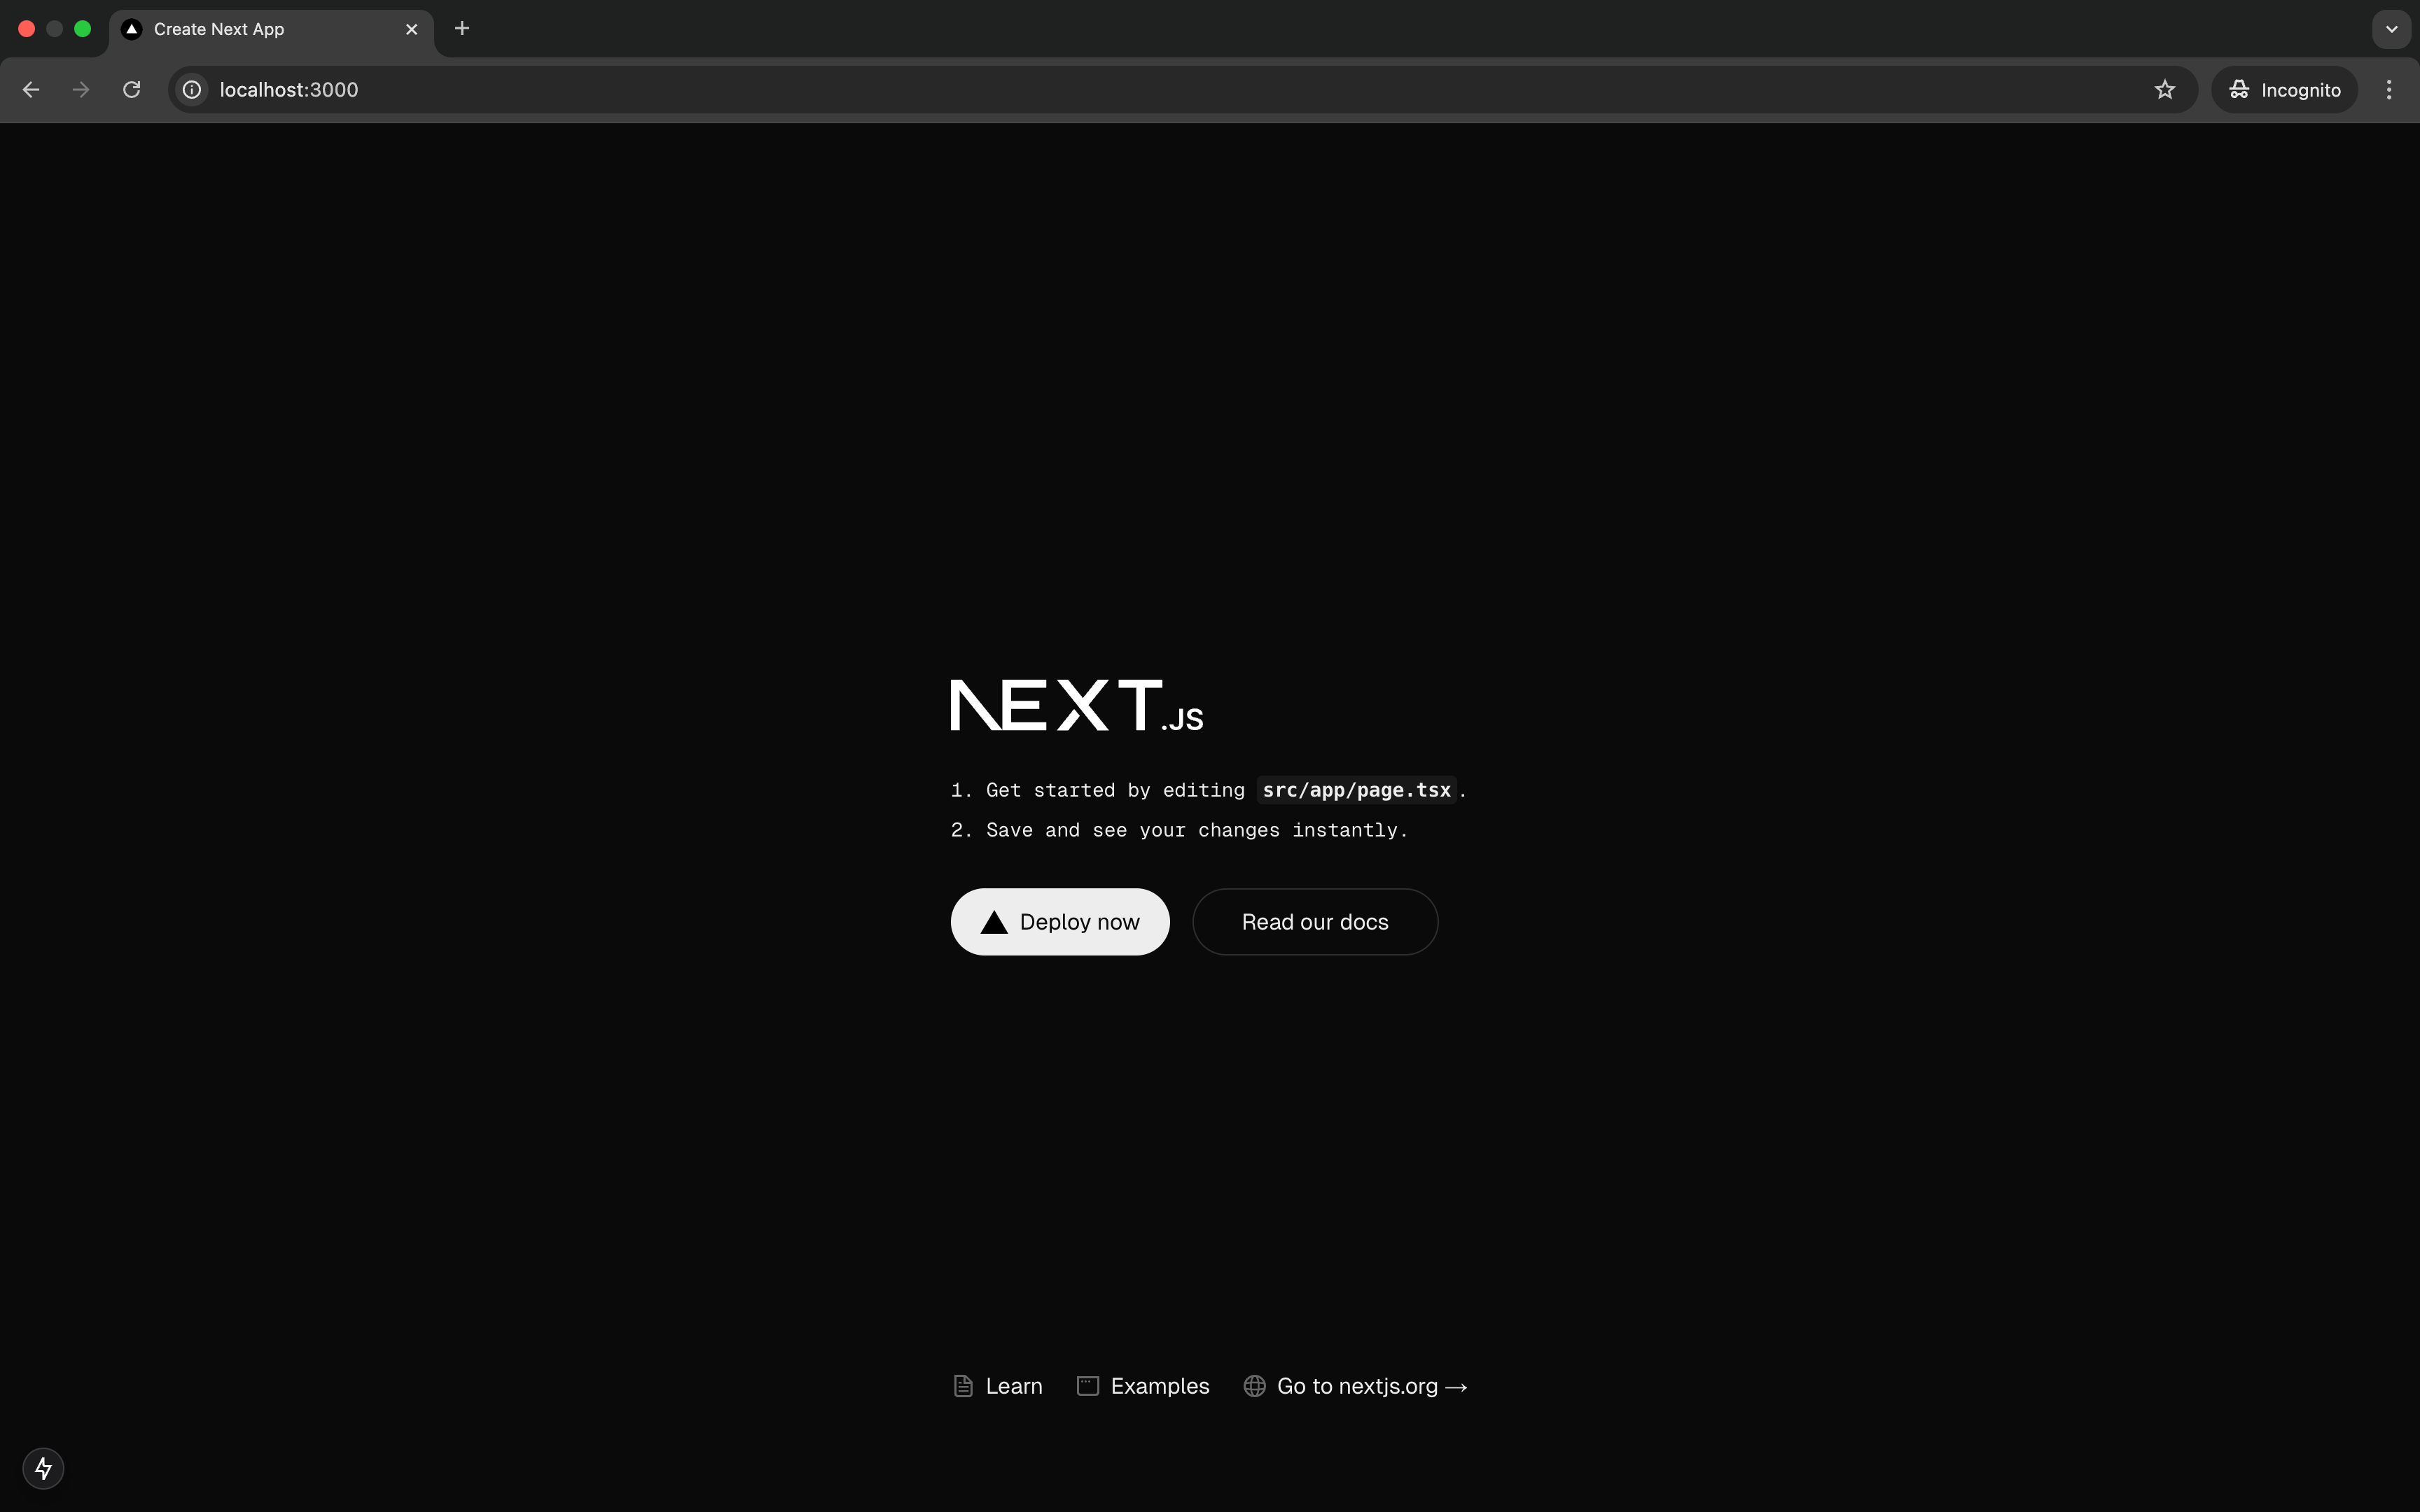 Create Next App
localhost:3000
Incognito
NEXT.JS
1. Get started by editing src/app/page.tsx.
2. Save and see your changes instantly.
Deploy now
Read our docs
Learn
Examples
Go to nextjs.org →